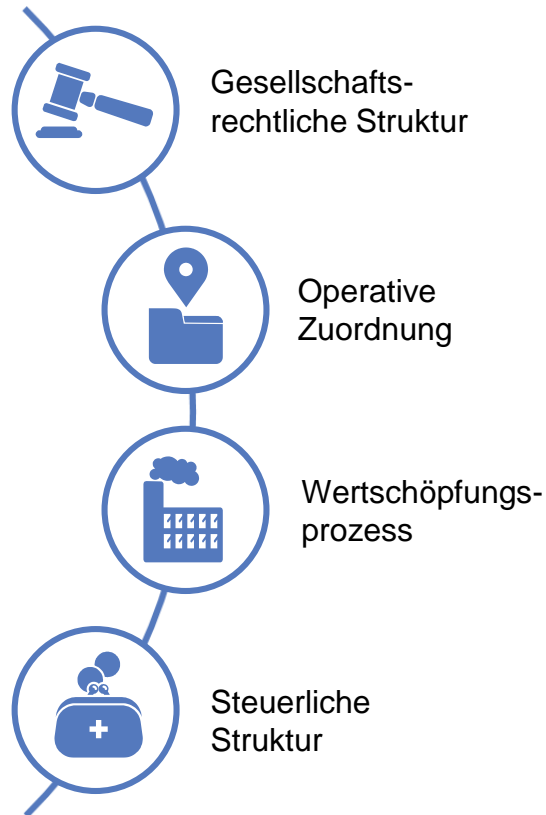 Gesellschafts-
rechtliche Struktur
Operative
Zuordnung
Wertschöpfungs-
prozess
Steuerliche
Struktur